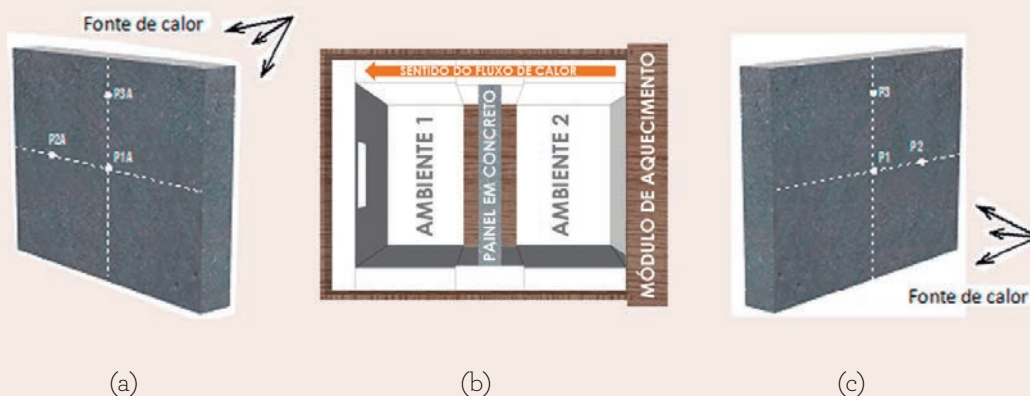 Fonte de calor
P3A
P2A
P1A
(a)
SENTIDO DO FLUXO DE CALOR
AMBIENTE 1
PAINEL EM CONCRETO
AMBIENTE 2
MÓDULO DE AQUECIMENTO
(b)
P3
P1
P2
Fonte de calor
(c)